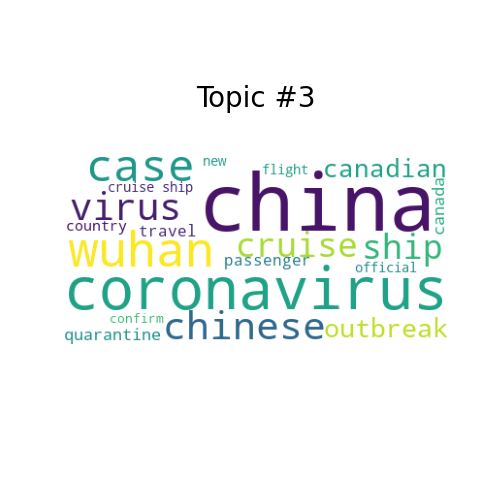 Topic #3
case
new
flight
canadian
cruise ship
china
canada
virus
country
travel
wuhan
cruise
ship
passenger
official
coronavirus
confirm
quarantine
chinese
outbreak